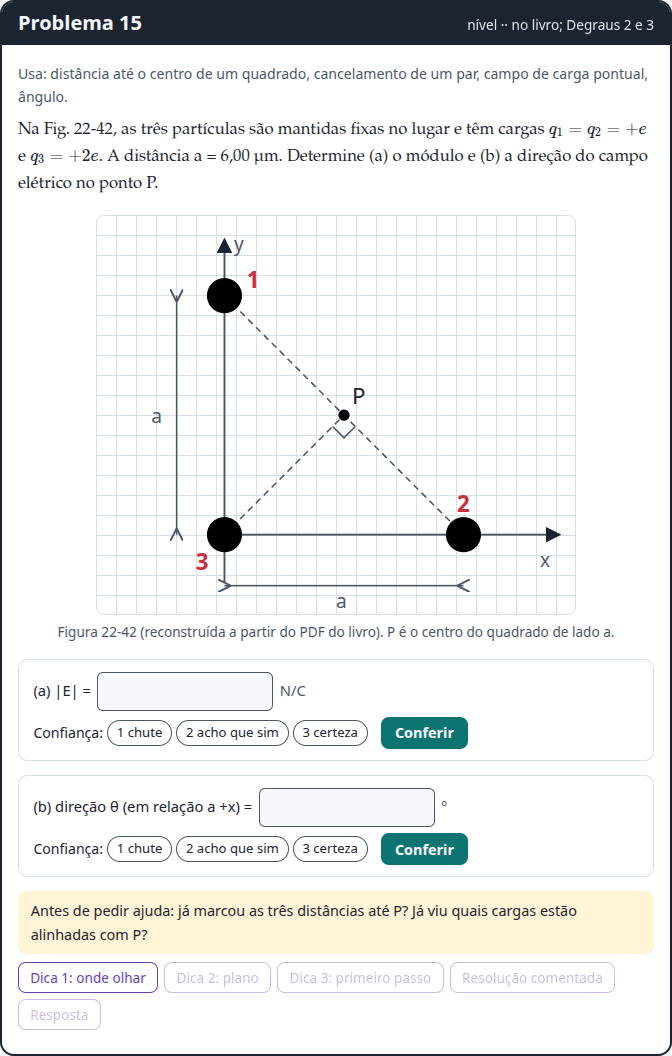 Problema 15
nível ·· no livro; Degraus 2 e 3
Usa: distância até o centro de um quadrado, cancelamento de um par, campo de carga pontual,
ângulo.
Na Fig. 22-42, as três partículas são mantidas fixas no lugar e têm cargas q₁ = q₂ = +e
e q₃ = +2e. A distância a = 6,00 µm. Determine (a) o módulo e (b) a direção do campo
elétrico no ponto P.
y
1
P
a
2
3
x
a
Figura 22-42 (reconstruída a partir do PDF do livro). P é o centro do quadrado de lado a.
(a) |E| = N/C
Confiança: 1 chute 2 acho que sim 3 certeza Conferir
(b) direção θ (em relação a +x) = °
Confiança: 1 chute 2 acho que sim 3 certeza Conferir
Antes de pedir ajuda: já marcou as três distâncias até P? Já viu quais cargas estão
alinhadas com P?
Dica 1: onde olhar Dica 2: plano Dica 3: primeiro passo Resolução comentada
Resposta